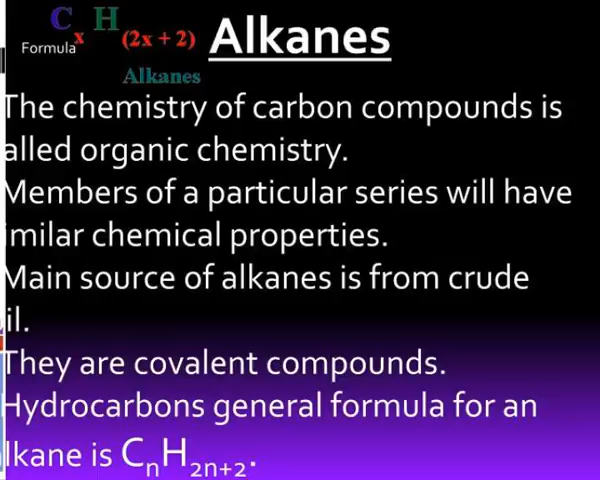 C H
Formula x (2x + 2) Alkanes
Alkanes
The chemistry of carbon compounds is
alled organic chemistry.
Members of a particular series will have
imilar chemical properties.
Main source of alkanes is from crude
il.
They are covalent compounds.
Hydrocarbons general formula for an
lkane is CnH2n+2.